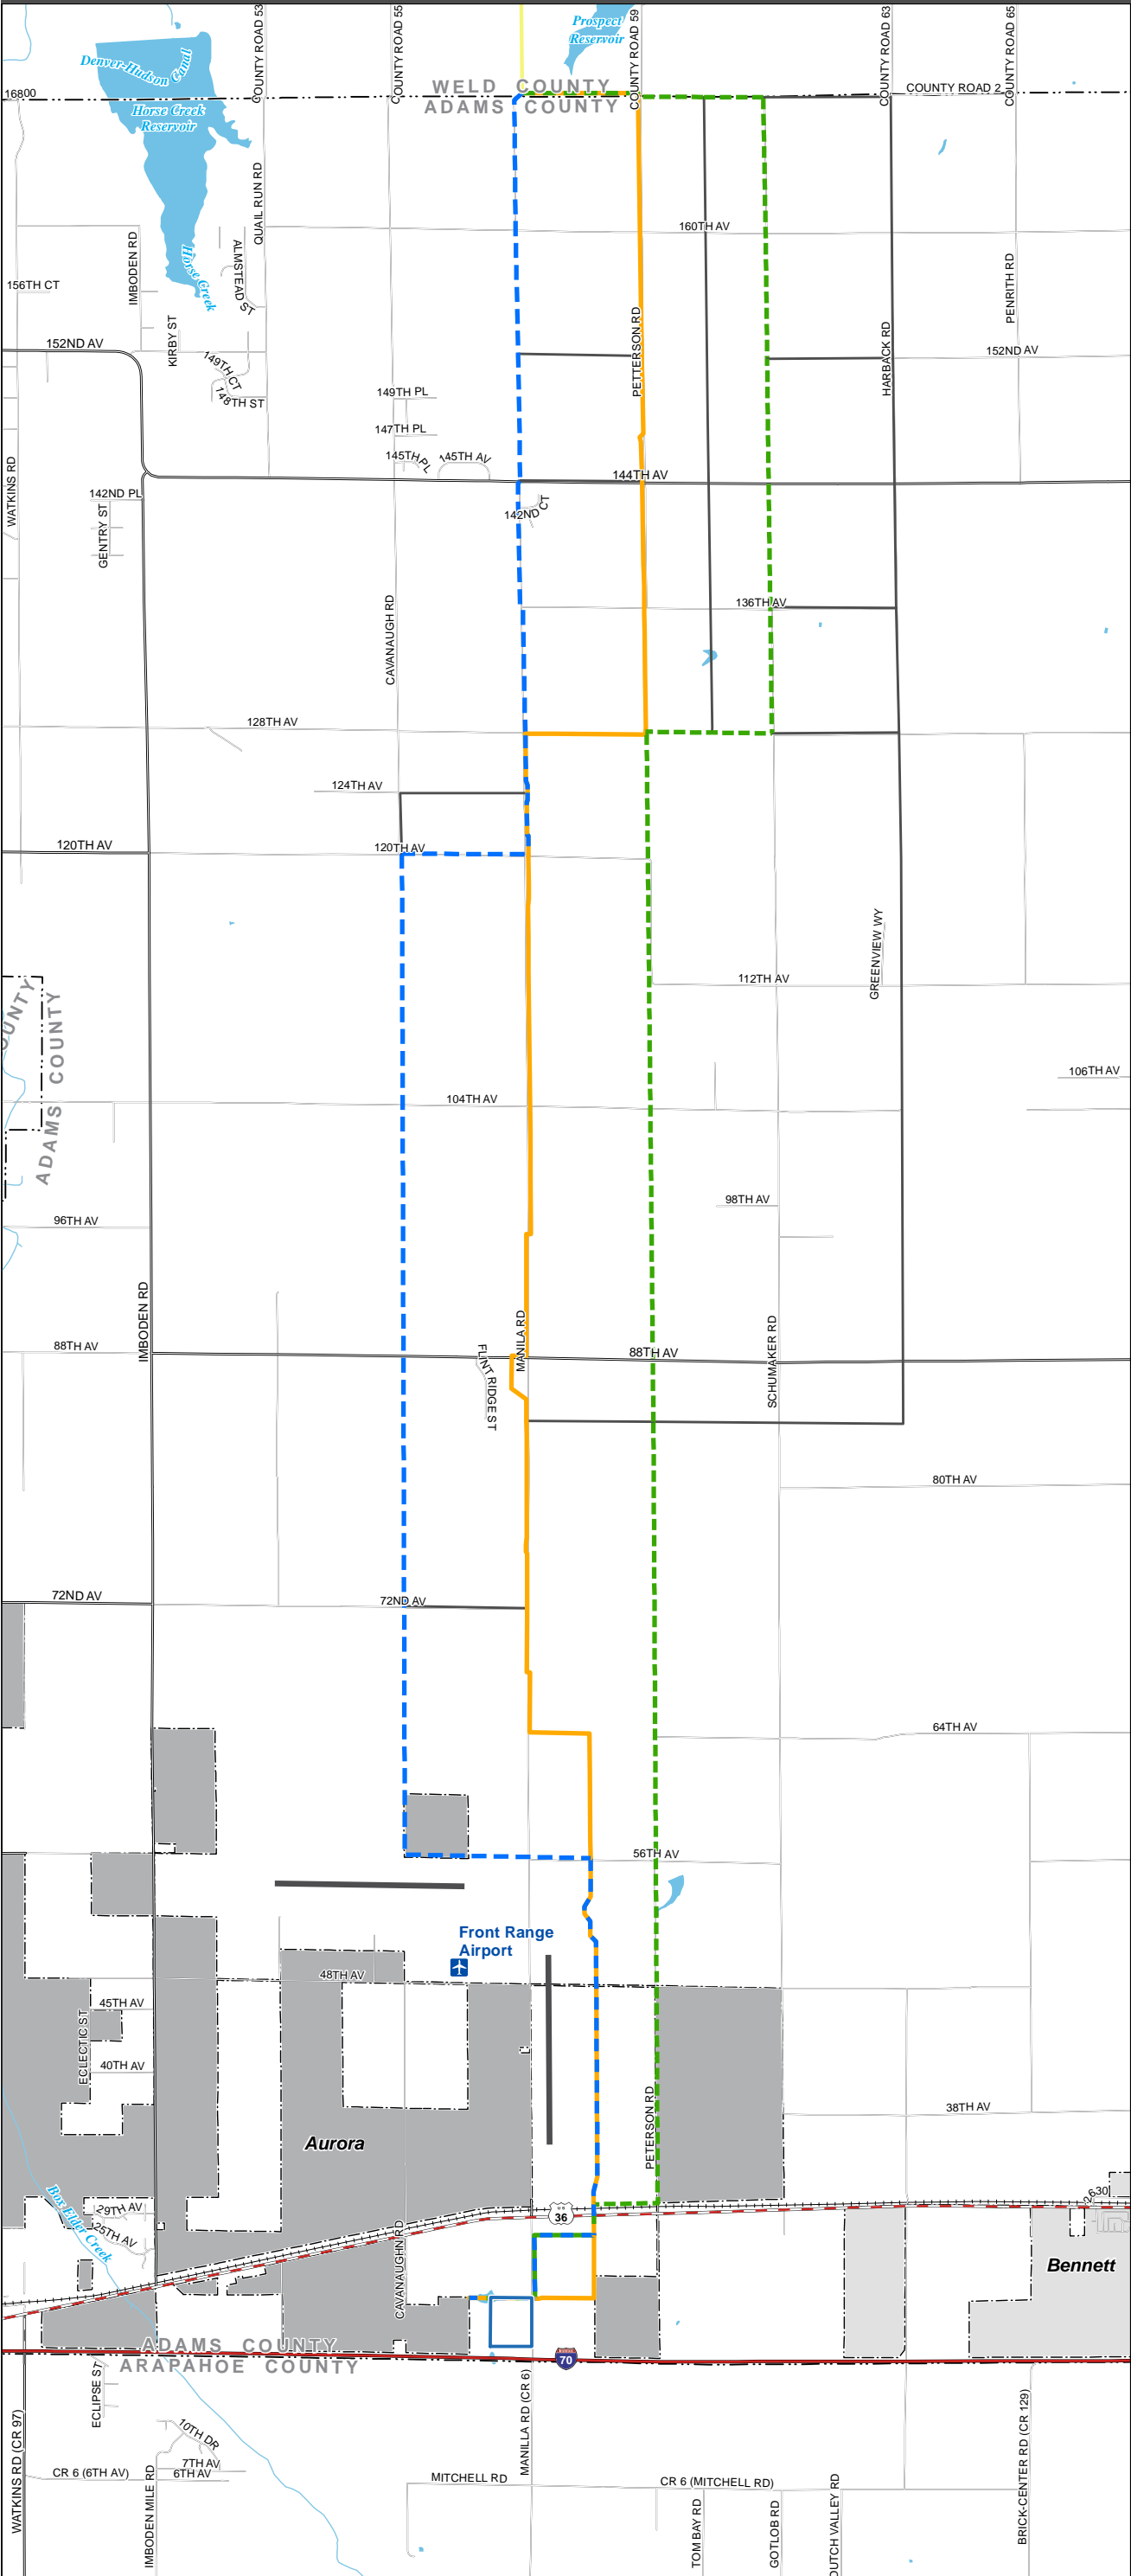 COUNTY ROAD 53
COUNTY ROAD 55
Prospect
Reservoir
COUNTY ROAD 59
COUNTY ROAD 63
COUNTY ROAD 65
Denver-Hudson Canal
16800
WELD COUNTY
ADAMS COUNTY
COUNTY ROAD 2
Horse Creek
Reservoir
QUAIL RUN RD
160TH AV
IMBODEN RD
ALMSTEAD ST
Horse Creek
PENRITH RD
156TH CT
KIRBY ST
PETTERSON RD
HARBACK RD
152ND AV
152ND AV
149TH CT
148TH ST
149TH PL
147TH PL
145TH PL
145TH AV
144TH AV
WATKINS RD
142ND PL
GENTRY ST
142ND CT
CAVANAUGH RD
136TH AV
128TH AV
124TH AV
120TH AV
120TH AV
GREENVIEW WY
112TH AV
OUNTY
ADAMS COUNTY
106TH AV
104TH AV
98TH AV
96TH AV
IMBODEN RD
MANILA RD
SCHUMAKER RD
88TH AV
88TH AV
FLINT RIDGE ST
80TH AV
72ND AV
72ND AV
64TH AV
56TH AV
Front Range
Airport
48TH AV
45TH AV
ECLECTIC ST
40TH AV
PETERSON RD
38TH AV
Aurora
29TH AV
25TH AV
Box Elder Creek
36
CAVANAUGHN RD
Bennett
ADAMS COUNTY
ARAPAHOE COUNTY
70
ECLIPSE ST
MANILLA RD (CR 6)
BRICK-CENTER RD (CR 129)
WATKINS RD (CR 97)
10TH DR
7TH AV
6TH AV
CR 6 (6TH AV)
IMBODEN MILE RD
MITCHELL RD
CR 6 (MITCHELL RD)
TOM BAY RD
GOTLOB RD
DUTCH VALLEY RD